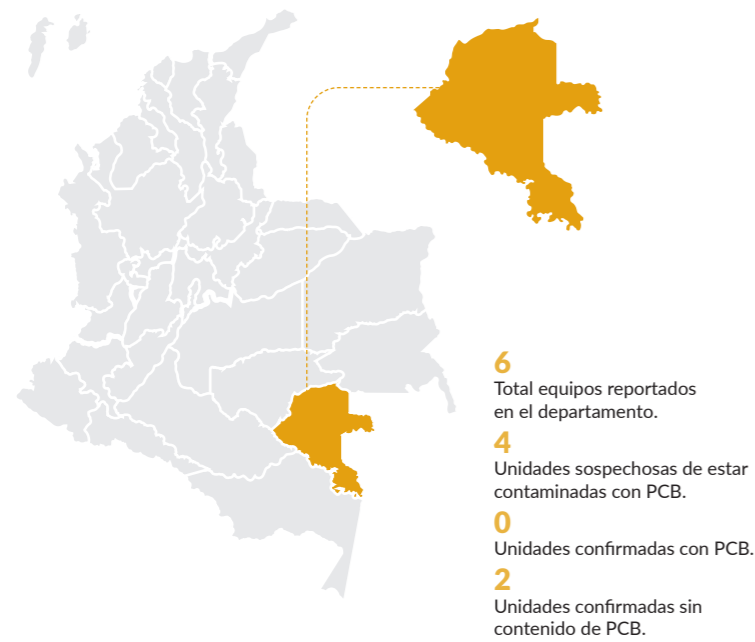 6
Total equipos reportados
en el departamento.
4
Unidades sospechosas de estar
contaminadas con PCB.
0
Unidades confirmadas con PCB.
2
Unidades confirmadas sin
contenido de PCB.